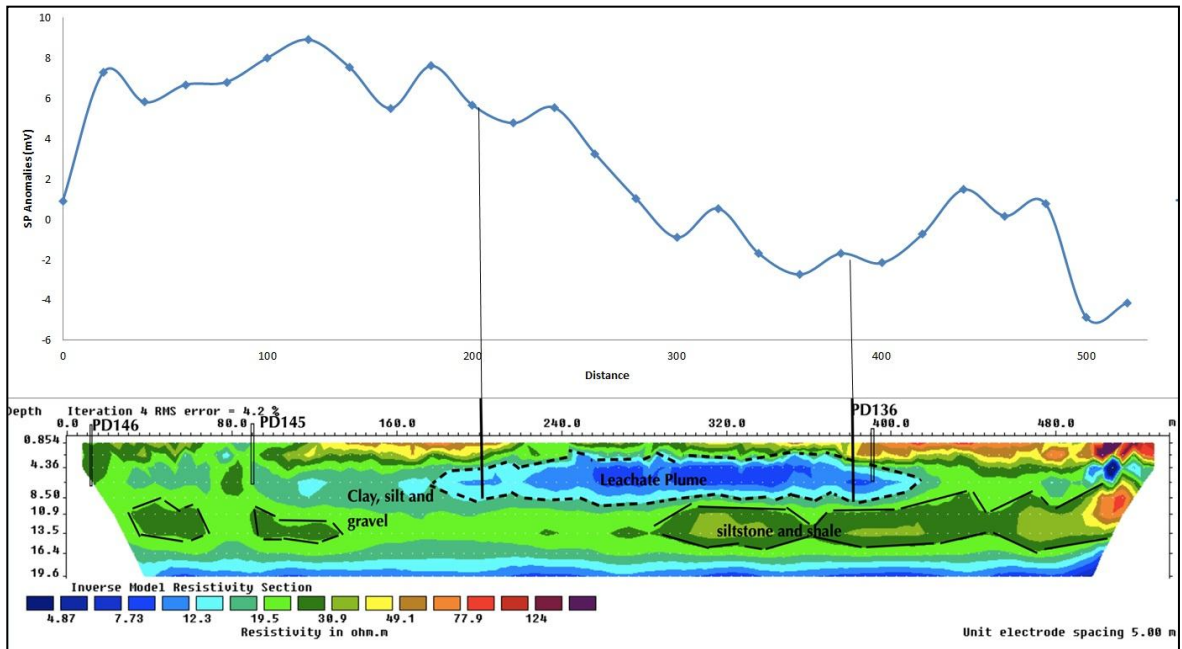 10
8
6
4
2
0
-2
-4
-6
SP Anomalies(mV)
0 100 200 300 400 500
Distance
Depth Iteration 4 RMS error = 4.2 %
0.0 80.0 160.0 240.0 320.0 400.0 480.0 m
PD146 PD145 PD136
0.854
4.36
8.50
10.9
13.5
16.4
19.6
Leachate Plume
Clay, silt and
gravel
siltstone and shale
Inverse Model Resistivity Section
4.87 7.73 12.3 19.5 30.9 49.1 77.9 124
Resistivity in ohm.m
Unit electrode spacing 5.00 m